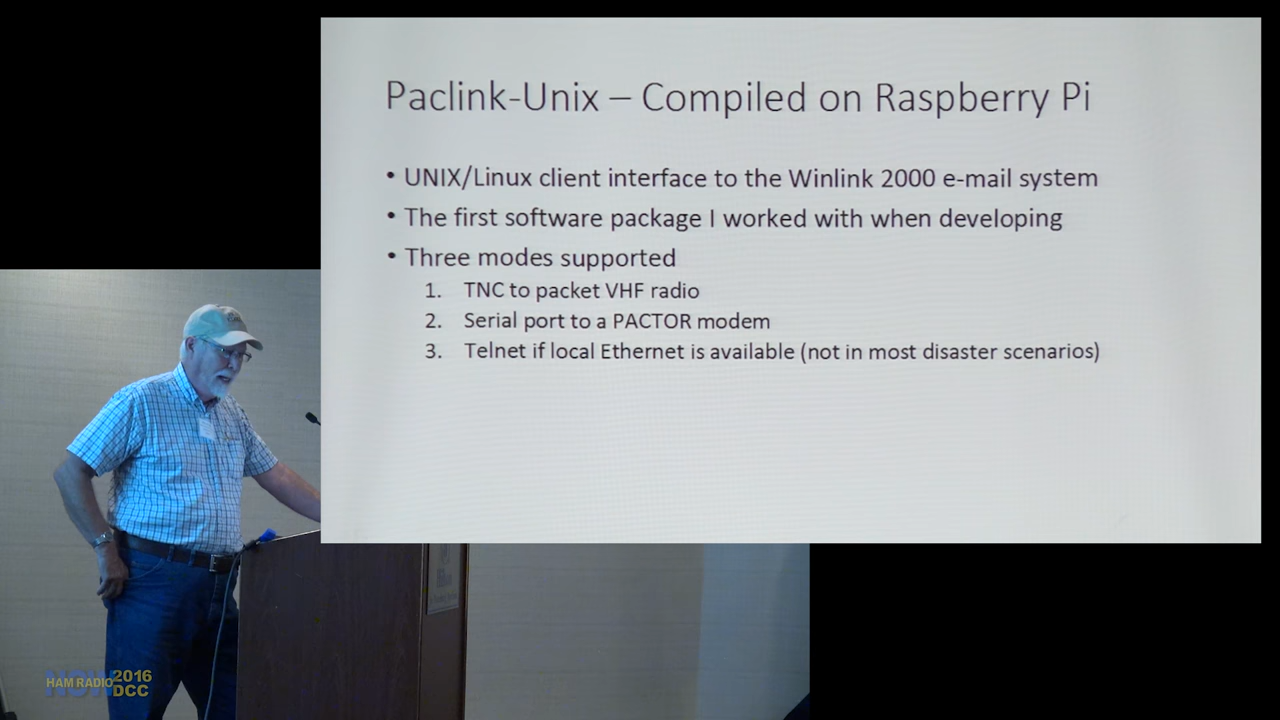 Paclink-Unix – Compiled on Raspberry Pi
• UNIX/Linux client interface to the Winlink 2000 e-mail system
• The first software package I worked with when developing
• Three modes supported
1. TNC to packet VHF radio
2. Serial port to a PACTOR modem
3. Telnet if local Ethernet is available (not in most disaster scenarios)
HAM RADIO NOW 2016 DCC